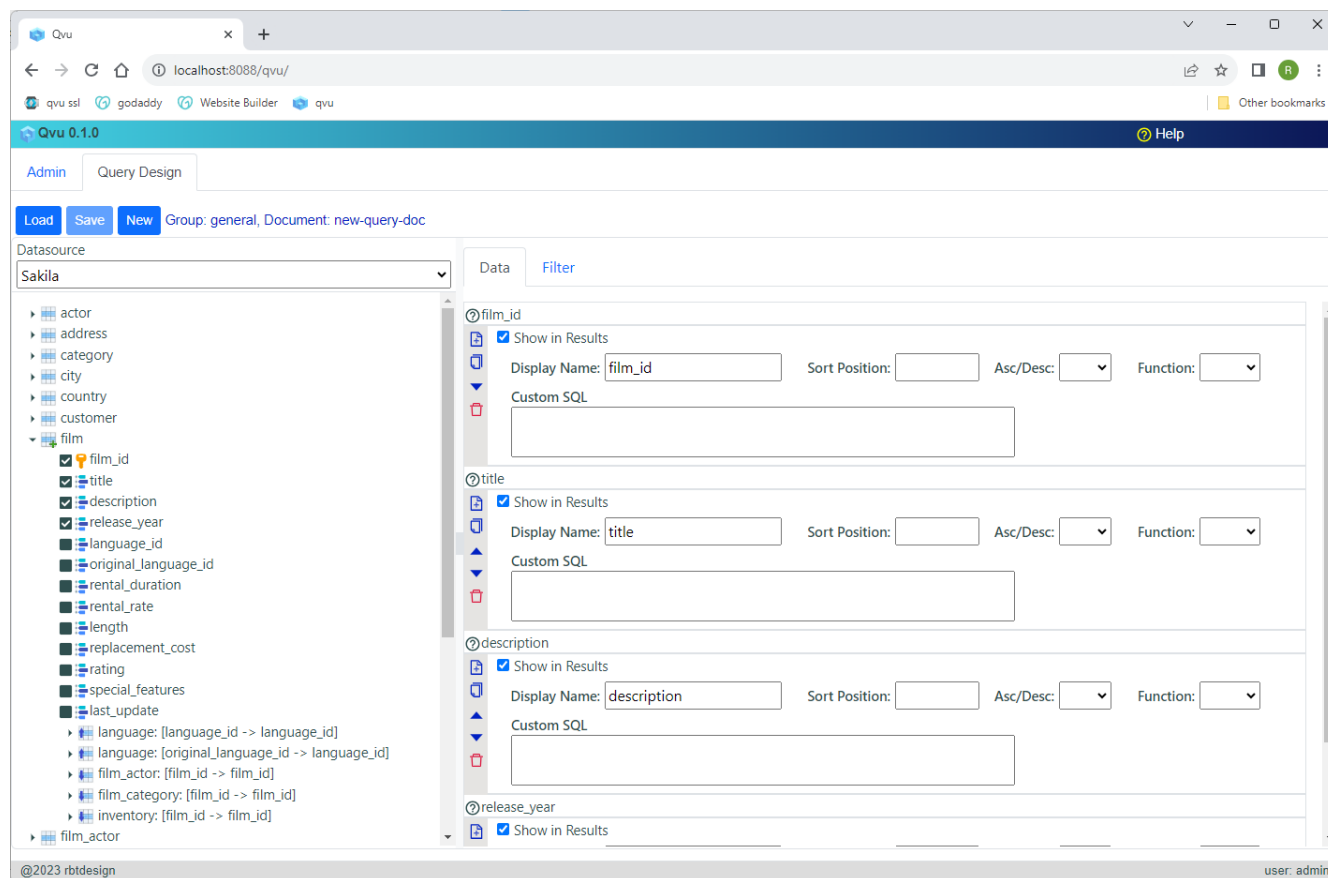 Qvu
localhost:8088/qvu/
R
qvu ssl godaddy Website Builder qvu Other bookmarks
Qvu 0.1.0 Help
Admin Query Design
Load Save New Group: general, Document: new-query-doc
Datasource
Sakila
actor
address
category
city
country
customer
film
film_id
title
description
release_year
language_id
original_language_id
rental_duration
rental_rate
length
replacement_cost
rating
special_features
last_update
language: [language_id -> language_id]
language: [original_language_id -> language_id]
film_actor: [film_id -> film_id]
film_category: [film_id -> film_id]
inventory: [film_id -> film_id]
film_actor
Data Filter
film_id
Show in Results
Display Name: film_id Sort Position: Asc/Desc: Function:
Custom SQL
title
Show in Results
Display Name: title Sort Position: Asc/Desc: Function:
Custom SQL
description
Show in Results
Display Name: description Sort Position: Asc/Desc: Function:
Custom SQL
release_year
Show in Results
@2023 rbtdesign user: admin